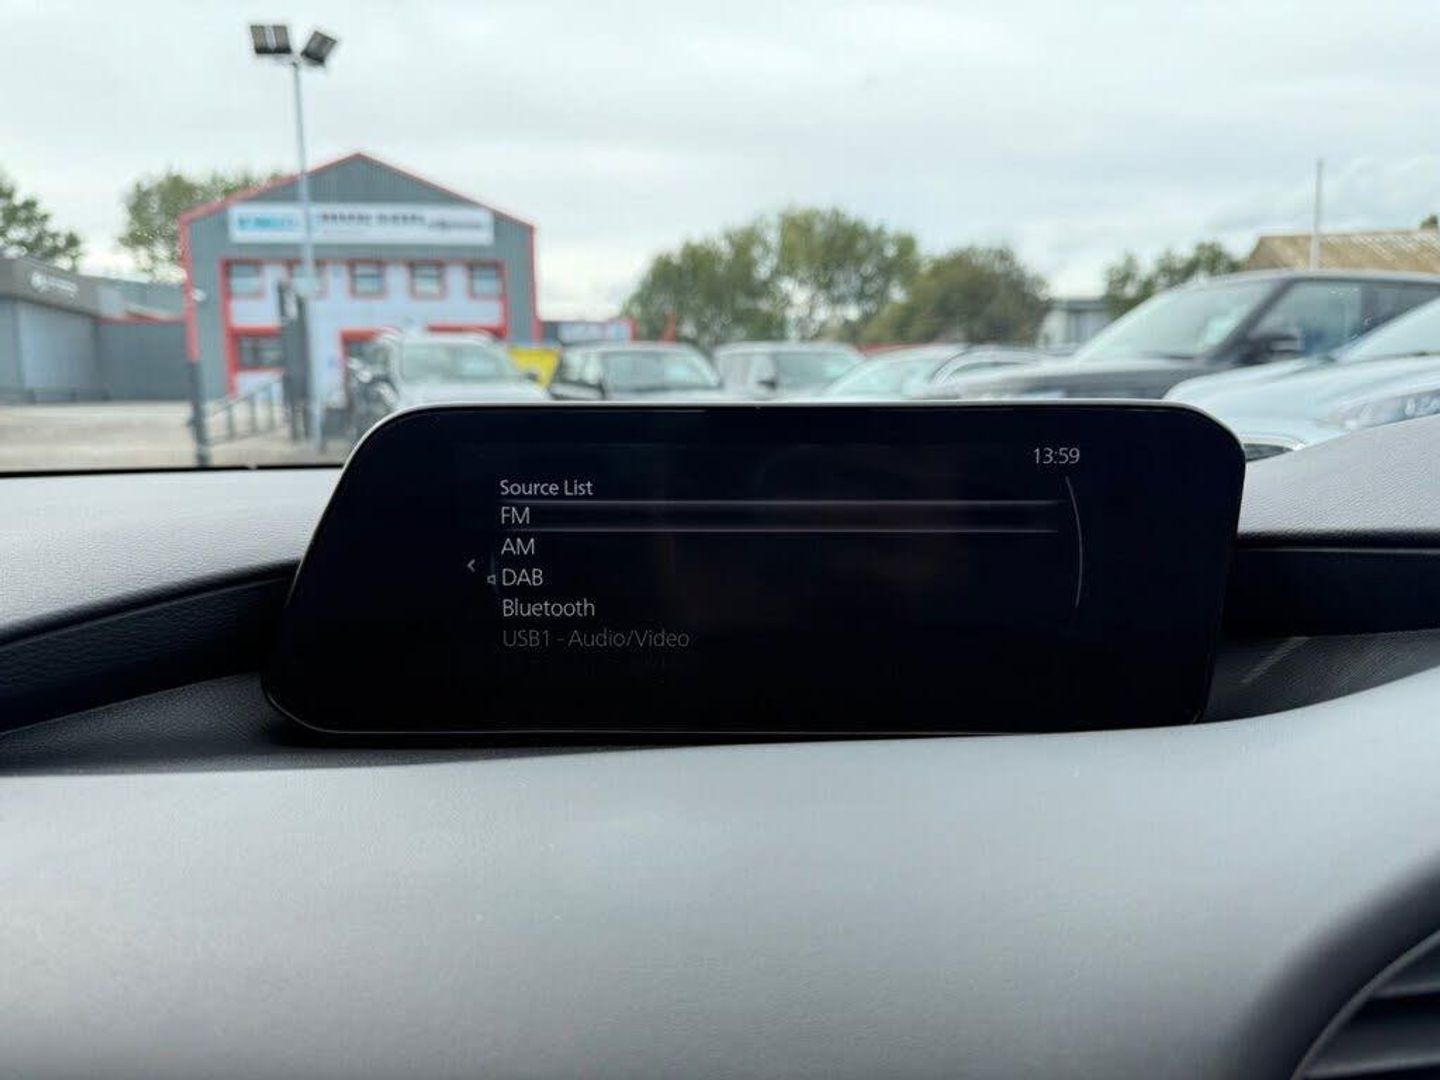 13:59
Source List
FM
AM
DAB
Bluetooth
USB1 - Audio/Video